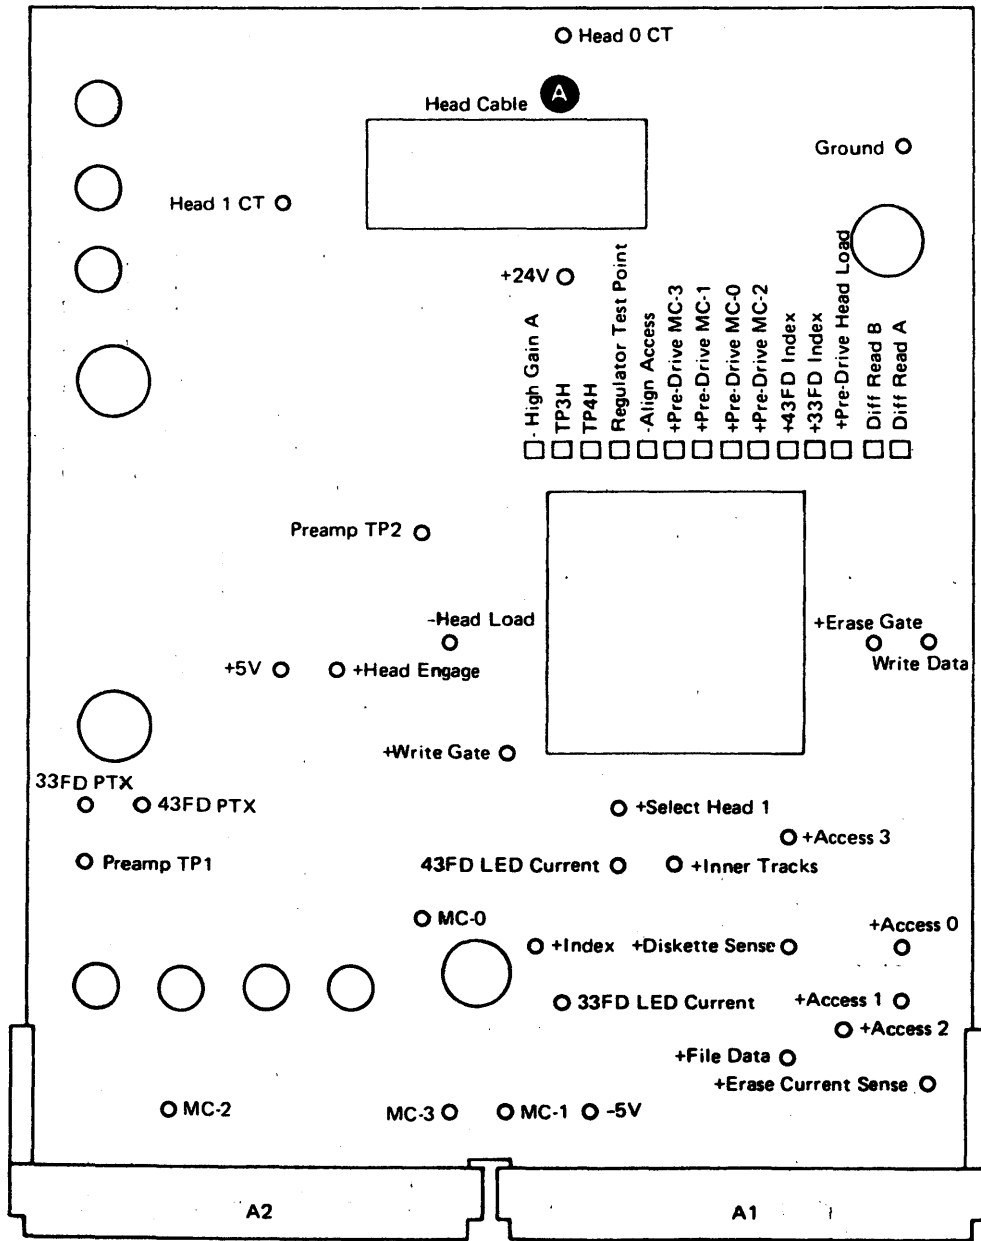 Head 0 CT
Head Cable A
Ground
Head 1 CT
+24V
- High Gain A
TP3H
TP4H
Regulator Test Point
-Align Access
+Pre-Drive MC-3
+Pre-Drive MC-1
+Pre-Drive MC-0
+Pre-Drive MC-2
+43FD Index
+33FD Index
+Pre-Drive Head Load
Diff Read B
Diff Read A
Preamp TP2
-Head Load
+Erase Gate
+5V
+Head Engage
Write Data
+Write Gate
33FD PTX
43FD PTX
+Select Head 1
+Access 3
Preamp TP1
43FD LED Current
+Inner Tracks
MC-0
+Access 0
+Index
+Diskette Sense
33FD LED Current
+Access 1
+Access 2
+File Data
+Erase Current Sense
MC-2
MC-3
MC-1
-5V
A2
A1